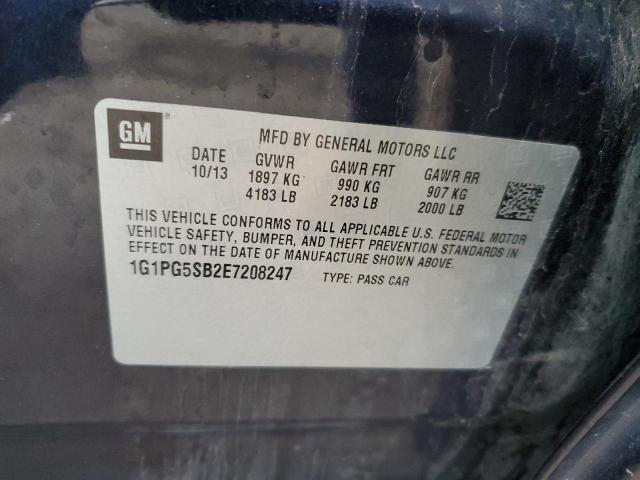 GM ®
MFD BY GENERAL MOTORS LLC
DATE GVWR GAWR FRT GAWR RR
10/13 1897 KG 990 KG 907 KG
4183 LB 2183 LB 2000 LB
THIS VEHICLE CONFORMS TO ALL APPLICABLE U.S. FEDERAL MOTOR
VEHICLE SAFETY, BUMPER, AND THEFT PREVENTION STANDARDS IN
EFFECT ON THE DATE OF MANUFACTURE SHOWN ABOVE.
1G1PG5SB2E7208247 TYPE: PASS CAR